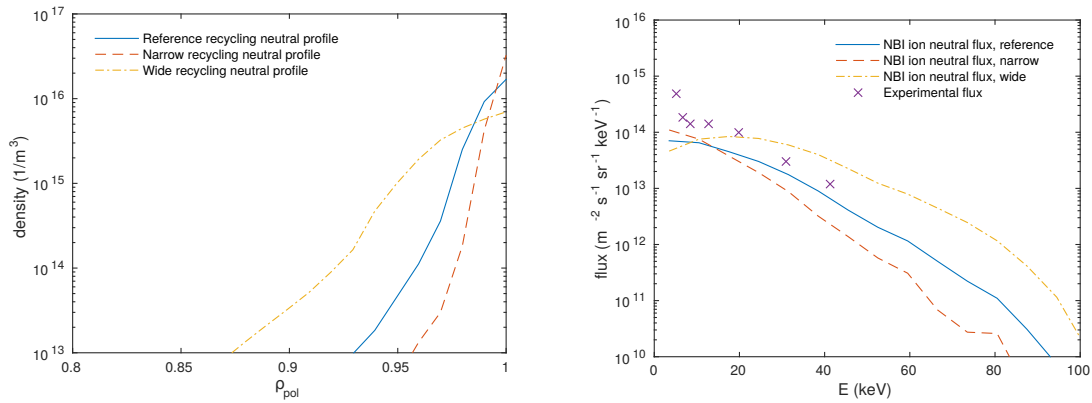 10^17
10^16
10^15
10^14
10^13
density (1/m^3)
Reference recycling neutral profile
Narrow recycling neutral profile
Wide recycling neutral profile
0.8 0.85 0.9 0.95 1
ρ_pol
10^16
10^15
10^14
10^13
10^12
10^11
10^10
flux (m^-2 s^-1 sr^-1 keV^-1)
NBI ion neutral flux, reference
NBI ion neutral flux, narrow
NBI ion neutral flux, wide
Experimental flux
0 20 40 60 80 100
E (keV)